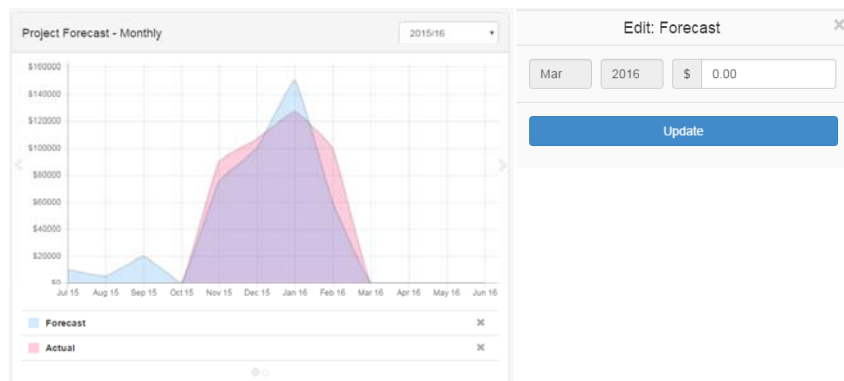 Project Forecast - Monthly
2015/16
$160000
$140000
$120000
$100000
$80000
$60000
$40000
$20000
$0
Jul 15 Aug 15 Sep 15 Oct 15 Nov 15 Dec 15 Jan 16 Feb 16 Mar 16 Apr 16 May 16 Jun 16
Forecast
Actual
Edit: Forecast
Mar 2016 $ 0.00
Update